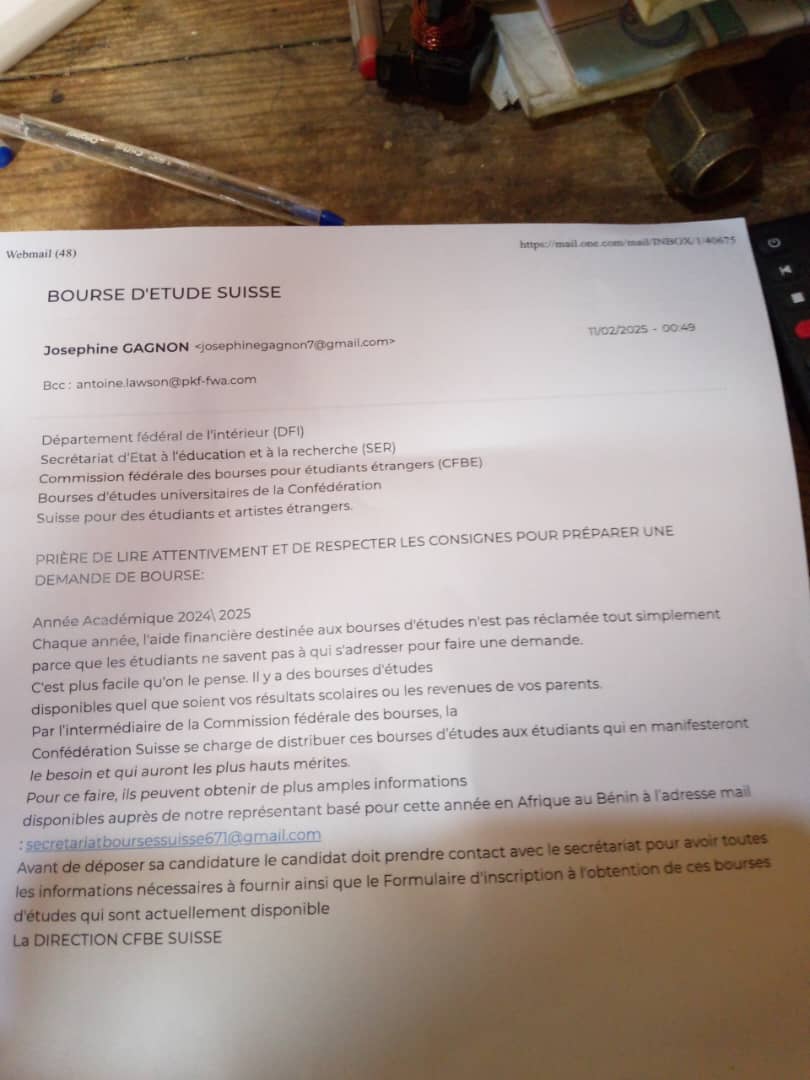 Webmail (48)
https://mail.one.com/mail/INBOX/1/40675
BOURSE D'ETUDE SUISSE
Josephine GAGNON <josephinegagnon7@gmail.com>
11/02/2025 - 00:49
Bcc : antoine.lawson@pkf-fwa.com
Département fédéral de l'intérieur (DFI)
Secrétariat d'Etat à l'éducation et à la recherche (SER)
Commission fédérale des bourses pour étudiants étrangers (CFBE)
Bourses d'études universitaires de la Confédération
Suisse pour des étudiants et artistes étrangers.
PRIÈRE DE LIRE ATTENTIVEMENT ET DE RESPECTER LES CONSIGNES POUR PRÉPARER UNE
DEMANDE DE BOURSE:
Année Académique 2024\ 2025
Chaque année, l'aide financière destinée aux bourses d'études n'est pas réclamée tout simplement
parce que les étudiants ne savent pas à qui s'adresser pour faire une demande.
C'est plus facile qu'on le pense. Il y a des bourses d'études
disponibles quel que soient vos résultats scolaires ou les revenues de vos parents.
Par l'intermédiaire de la Commission fédérale des bourses, la
Confédération Suisse se charge de distribuer ces bourses d'études aux étudiants qui en manifesteront
le besoin et qui auront les plus hauts mérites.
Pour ce faire, ils peuvent obtenir de plus amples informations
disponibles auprès de notre représentant basé pour cette année en Afrique au Bénin à l'adresse mail
: secretariatboursessuisse671@gmail.com
Avant de déposer sa candidature le candidat doit prendre contact avec le secrétariat pour avoir toutes
les informations nécessaires à fournir ainsi que le Formulaire d'inscription à l'obtention de ces bourses
d'études qui sont actuellement disponible
La DIRECTION CFBE SUISSE